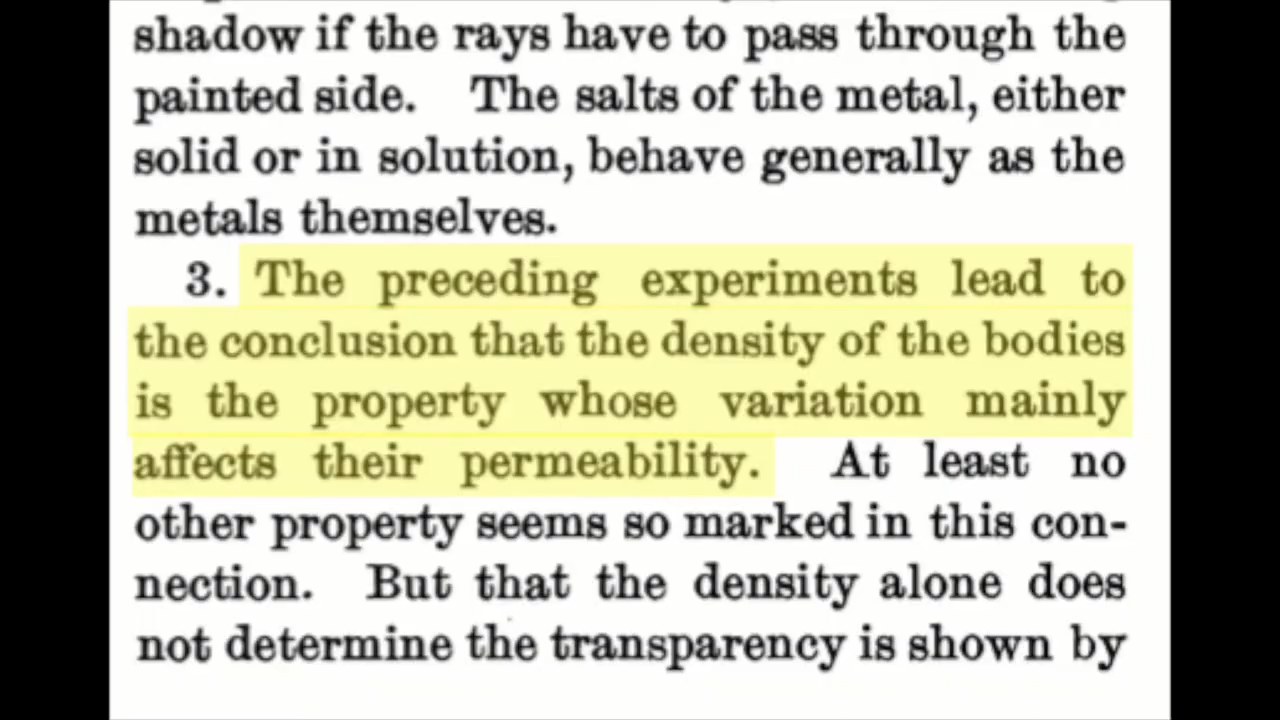 shadow if the rays have to pass through the
painted side. The salts of the metal, either
solid or in solution, behave generally as the
metals themselves.
3. The preceding experiments lead to
the conclusion that the density of the bodies
is the property whose variation mainly
affects their permeability. At least no
other property seems so marked in this con-
nection. But that the density alone does
not determine the transparency is shown by